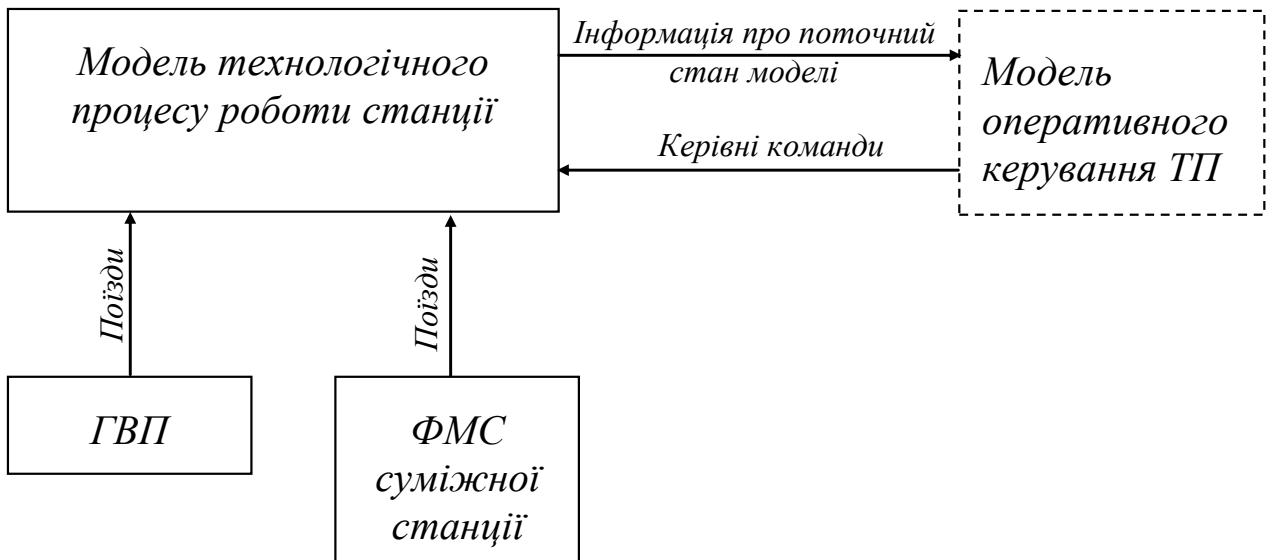 Модель технологічного
процесу роботи станції
Інформація про поточний
стан моделі
Керівні команди
Модель
оперативного
керування ТП
Поїзди
Поїзди
ГВП
ФМС
суміжної
станції